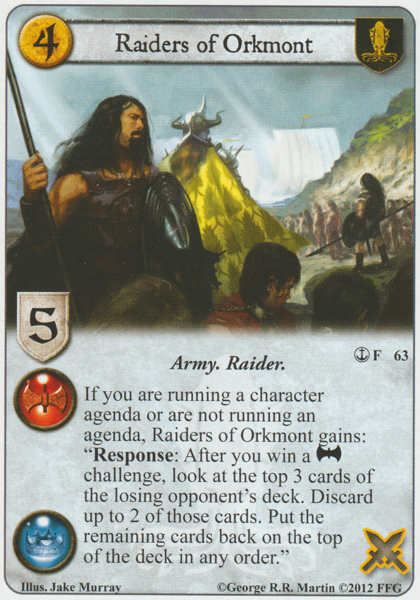 4
Raiders of Orkmont
5
Army. Raider.
F 63
If you are running a character
agenda or are not running an
agenda, Raiders of Orkmont gains:
“Response: After you win a
challenge, look at the top 3 cards of
the losing opponent’s deck. Discard
up to 2 of those cards. Put the
remaining cards back on the top
of the deck in any order.”
Illus. Jake Murray
©George R.R. Martin ©2012 FFG